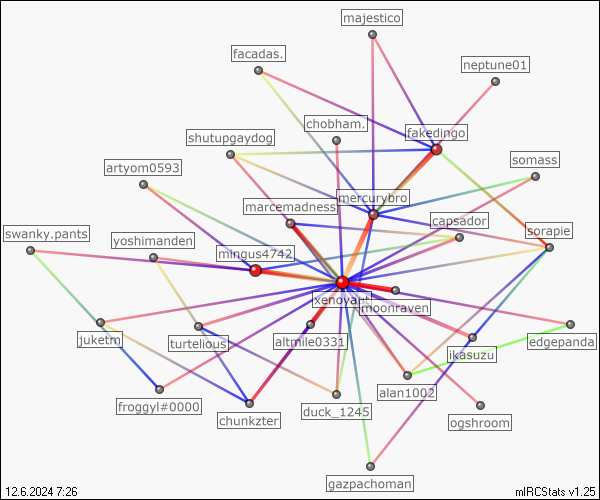 majestico
facadas.
neptune01
chobham.
fakedingo
shutupgaydog
somass
artyom0593
mercurybro
marcemadness
capsador
sorapie
swanky.pants
yoshimanden
mingus4742
xenoyant
moonraven
juketm
turtelious
altmile0331
edgepanda
ikasuzu
alan1002
froggyl#0000
duck_1245
chunkzter
ogshroom
gazpachoman
12.6.2024 7:26
mIRCStats v1.25